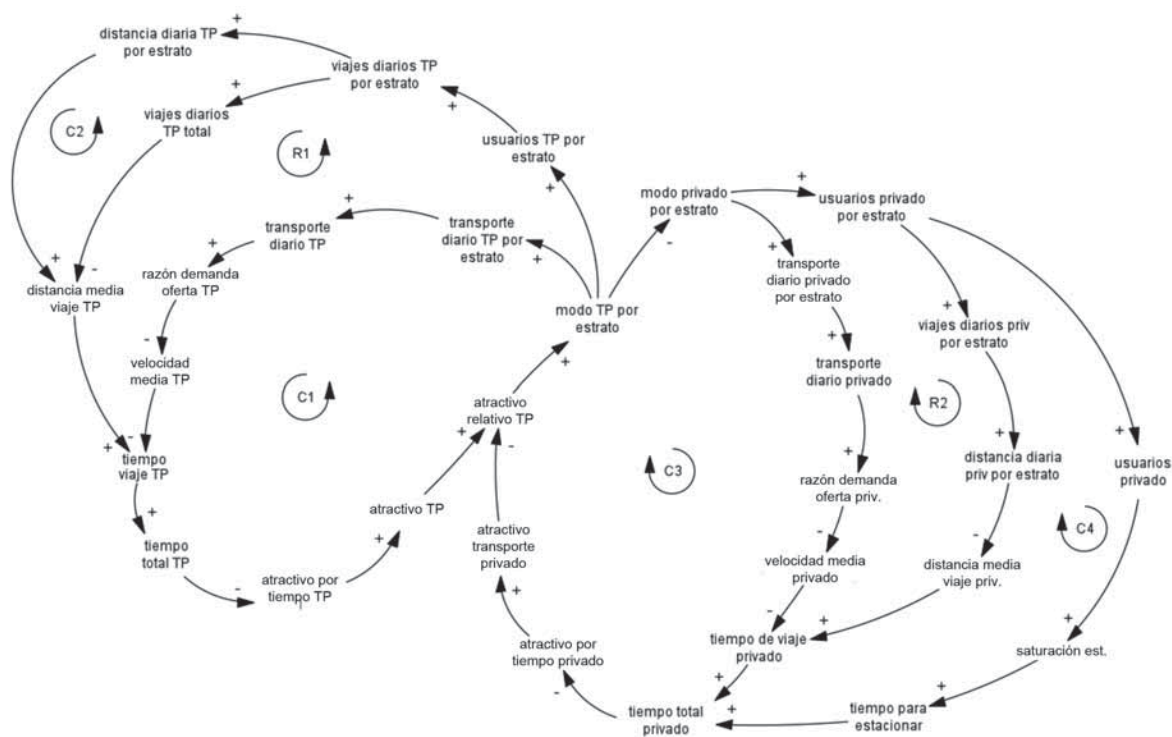 distancia diaria TP
por estrato
+
+
viajes diarios TP
por estrato
+
viajes diarios
TP total
C2
R1
usuarios TP por
estrato
+
modo privado
por estrato
+
usuarios privado
por estrato
-
+
transporte
diario TP
+
transporte
diario TP por
estrato
+
+
transporte
diario privado
por estrato
+
razón demanda
oferta TP
+
-
distancia media
viaje TP
modo TP por
estrato
+
viajes diarios priv
por estrato
-
velocidad
media TP
+
transporte
diario privado
+
C1
atractivo
relativo TP
R2
+
-
tiempo
viaje TP
+
-
C3
+
razón demanda
oferta priv.
+
distancia diaria
priv por estrato
+
usuarios
privado
+
tiempo
total TP
atractivo TP
+
atractivo
transporte
privado
C4
-
velocidad media
privado
-
distancia media
viaje priv.
-
atractivo por
tiempo TP
+
atractivo por
tiempo privado
-
tiempo de viaje
privado
+
+
saturación est.
-
+
tiempo total
privado
+
+
tiempo para
estacionar